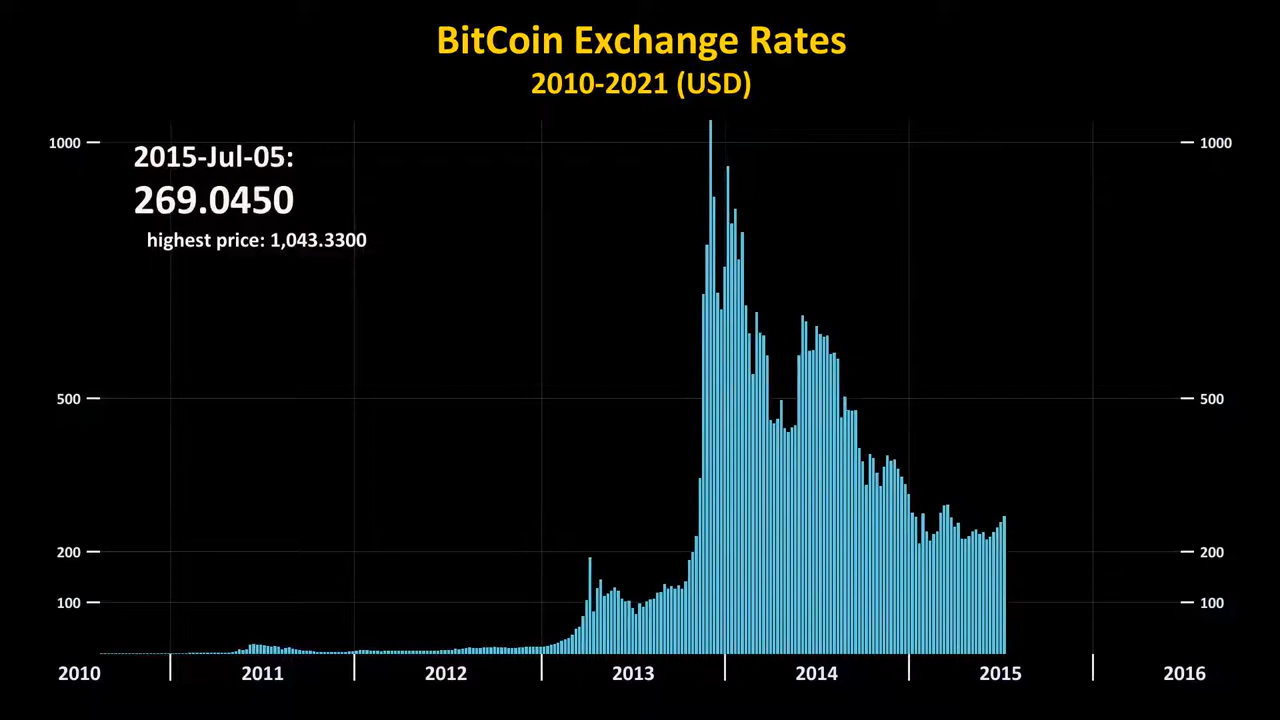 BitCoin Exchange Rates
2010-2021 (USD)
1000
1000
2015-Jul-05:
269.0450
highest price: 1,043.3300
500
500
200
200
100
100
2010 2011 2012 2013 2014 2015 2016